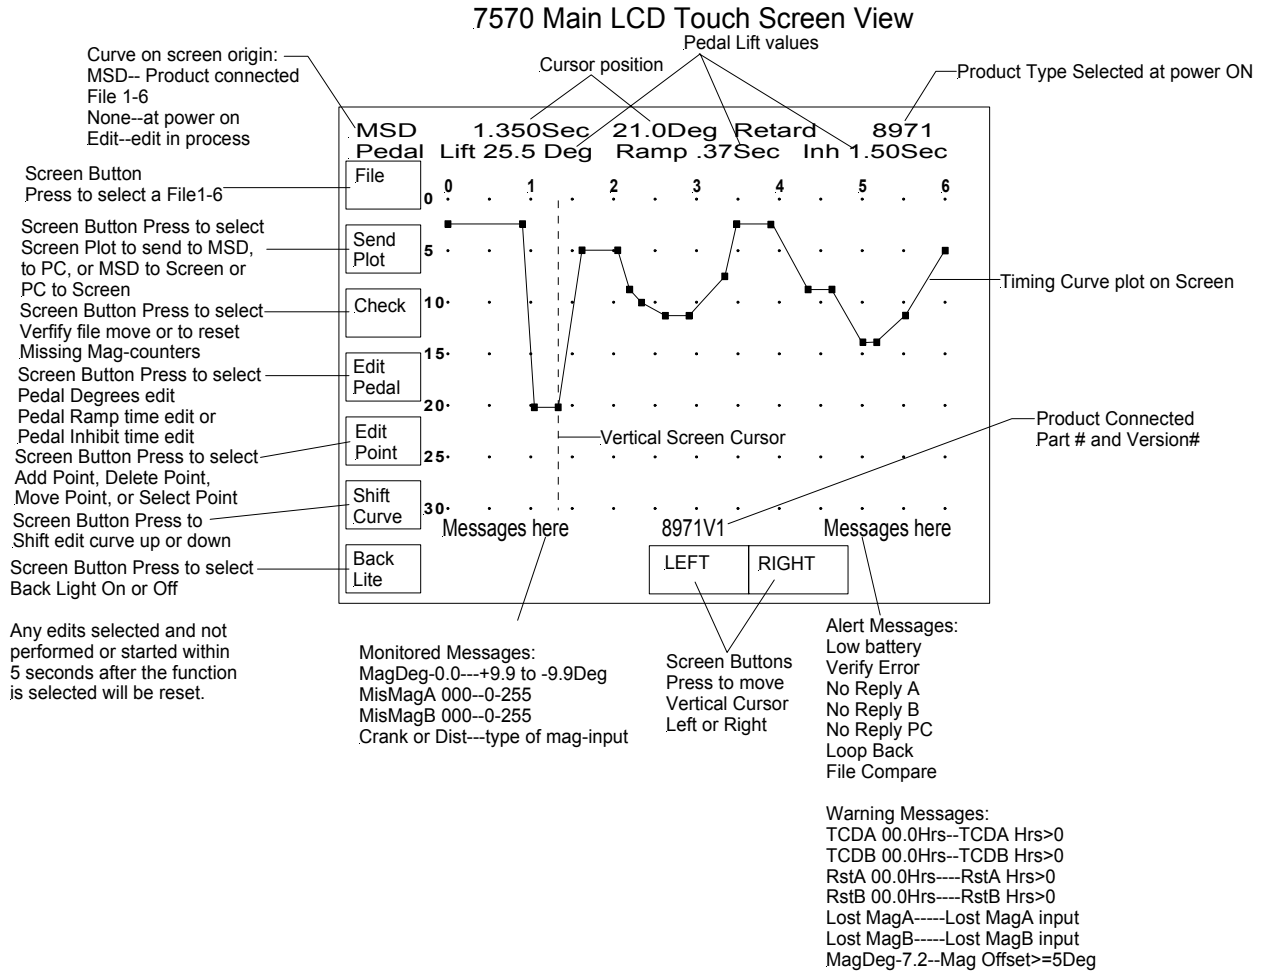 7570 Main LCD Touch Screen View
Curve on screen origin:
MSD-- Product connected
File 1-6
None--at power on
Edit--edit in process
Cursor position
Pedal Lift values
Product Type Selected at power ON
MSD 1.350Sec 21.0Deg Retard 8971
Pedal Lift 25.5 Deg Ramp .37Sec Inh 1.50Sec
Screen Button
Press to select a File1-6
File
0 1 2 3 4 5 6
0
Screen Button Press to select
Screen Plot to send to MSD,
to PC, or MSD to Screen or
PC to Screen
Send
Plot
5
Timing Curve plot on Screen
Screen Button Press to select
Verfify file move or to reset
Missing Mag-counters
Check
10
15
Screen Button Press to select
Pedal Degrees edit
Pedal Ramp time edit or
Pedal Inhibit time edit
Edit
Pedal
20
Vertical Screen Cursor
Product Connected
Part # and Version#
Screen Button Press to select
Add Point, Delete Point,
Move Point, or Select Point
Edit
Point
25
Screen Button Press to
Shift edit curve up or down
Shift
Curve
30
Messages here 8971V1 Messages here
Screen Button Press to select
Back Light On or Off
Back
Lite
LEFT RIGHT
Any edits selected and not
performed or started within
5 seconds after the function
is selected will be reset.
Monitored Messages:
MagDeg-0.0---+9.9 to -9.9Deg
MisMagA 000--0-255
MisMagB 000--0-255
Crank or Dist---type of mag-input
Screen Buttons
Press to move
Vertical Cursor
Left or Right
Alert Messages:
Low battery
Verify Error
No Reply A
No Reply B
No Reply PC
Loop Back
File Compare
Warning Messages:
TCDA 00.0Hrs--TCDA Hrs>0
TCDB 00.0Hrs--TCDB Hrs>0
RstA 00.0Hrs----RstA Hrs>0
RstB 00.0Hrs----RstB Hrs>0
Lost MagA-----Lost MagA input
Lost MagB-----Lost MagB input
MagDeg-7.2--Mag Offset>=5Deg